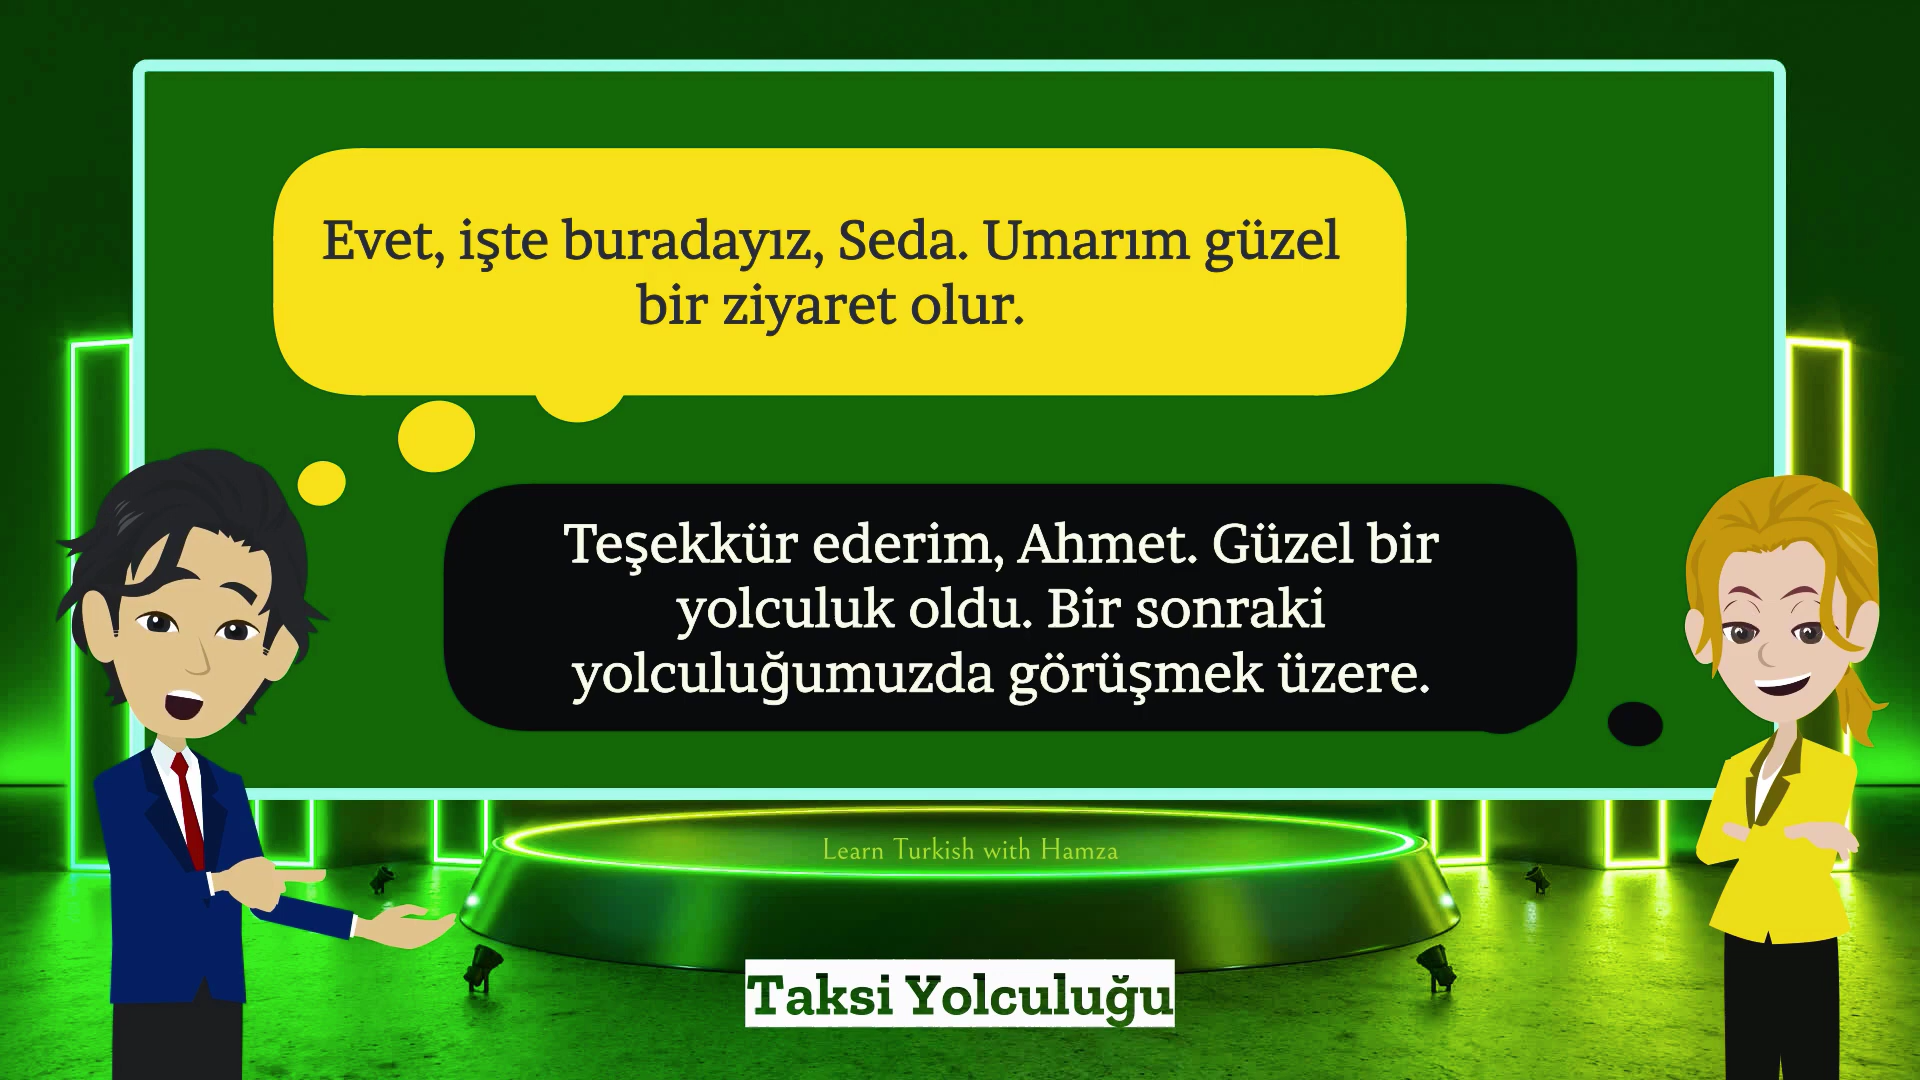 Evet, işte buradayız, Seda. Umarım güzel
bir ziyaret olur.
Teşekkür ederim, Ahmet. Güzel bir
yolculuk oldu. Bir sonraki
yolculuğumuzda görüşmek üzere.
Learn Turkish with Hamza
Taksi Yolculuğu